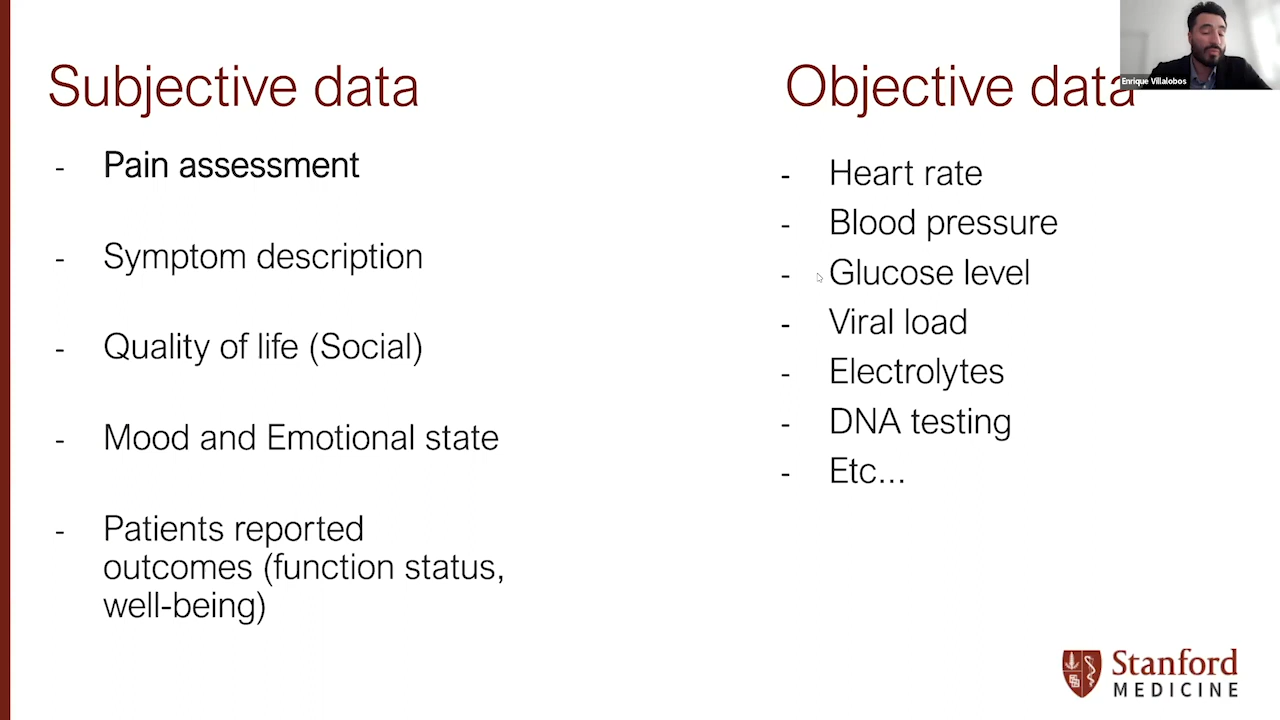 Subjective data
- Pain assessment
- Symptom description
- Quality of life (Social)
- Mood and Emotional state
- Patients reported
outcomes (function status,
well-being)
Objective data
- Heart rate
- Blood pressure
- Glucose level
- Viral load
- Electrolytes
- DNA testing
- Etc...
Enrique Villalobos
Stanford
MEDICINE